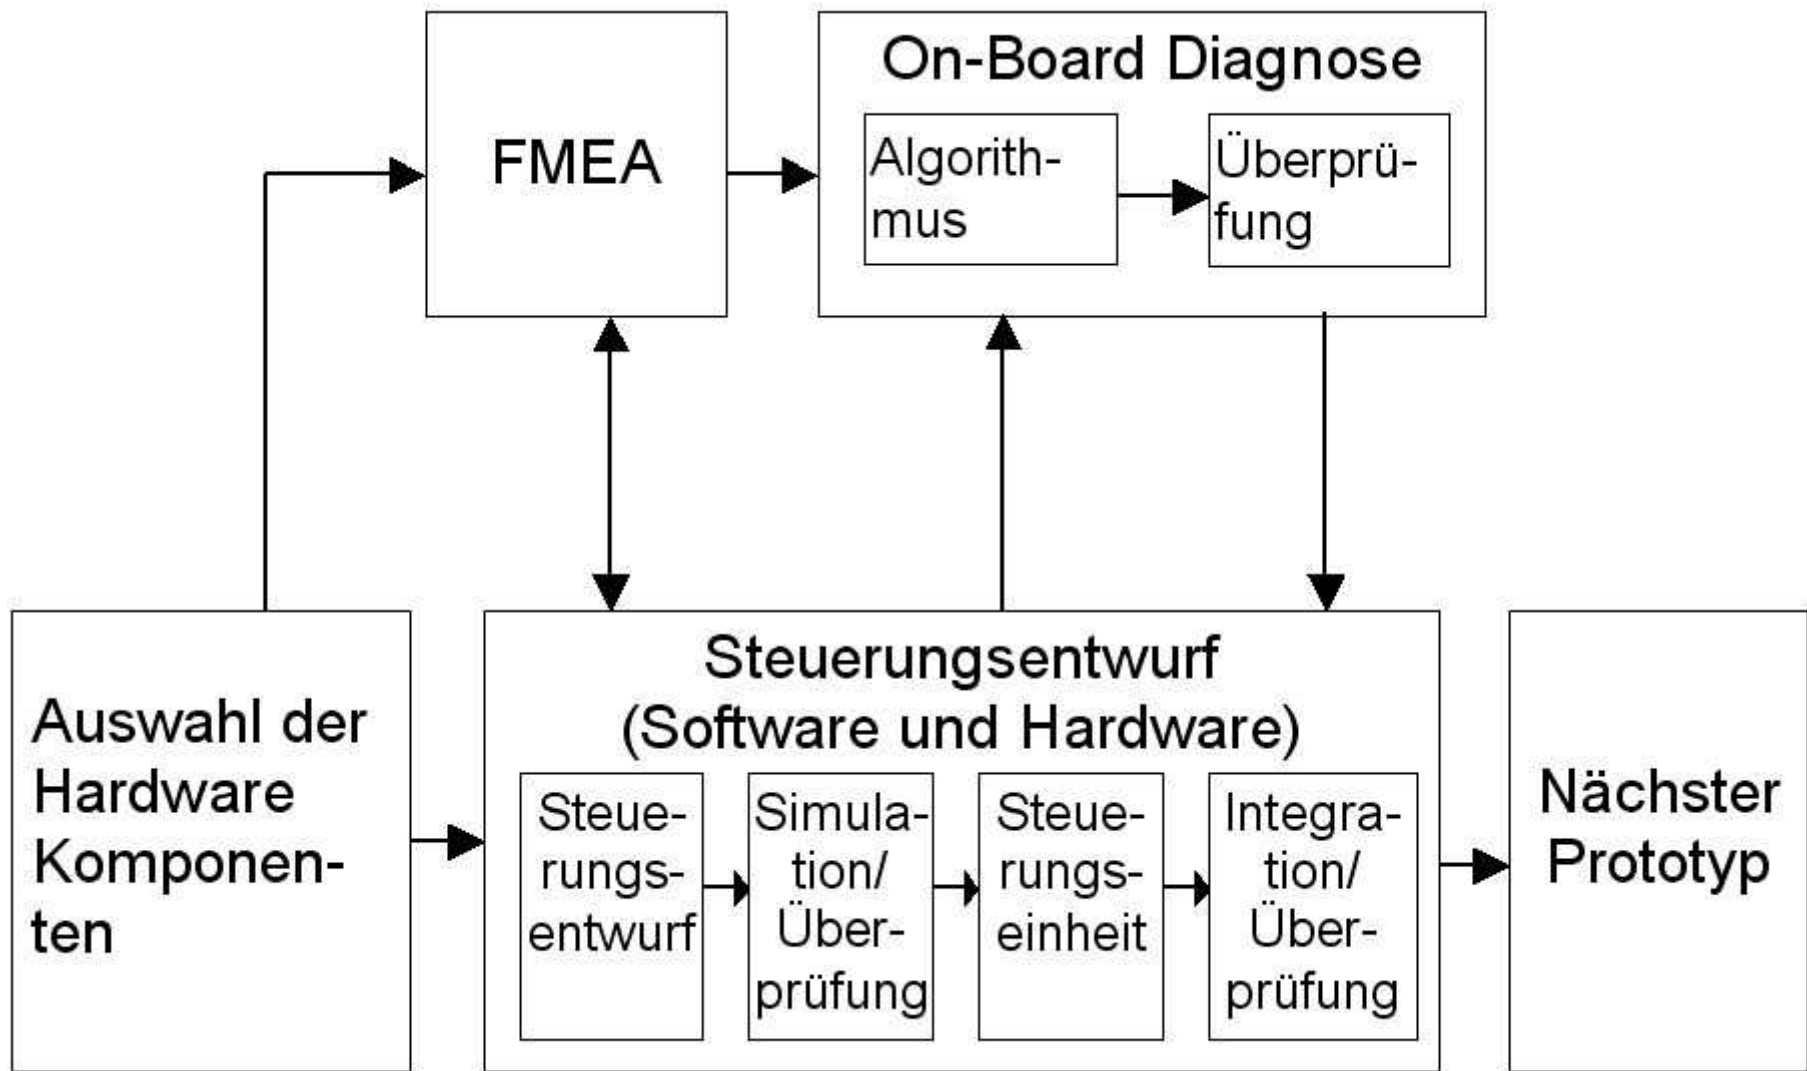 FMEA
On-Board Diagnose
Algorith-
mus
Überprü-
fung
Auswahl der
Hardware
Komponen-
ten
Steuerungsentwurf
(Software und Hardware)
Steue-
rungs-
entwurf
Simula-
tion/
Über-
prüfung
Steue-
rungs-
einheit
Integra-
tion/
Über-
prüfung
Nächster
Prototyp